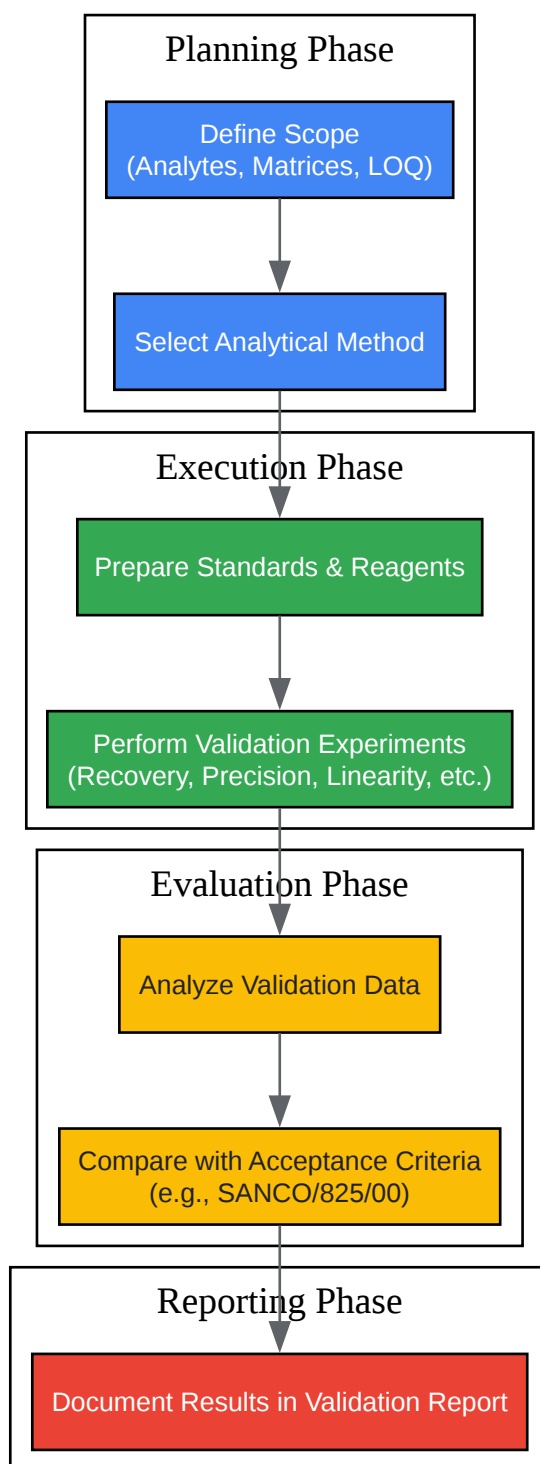 Planning Phase
Define Scope
(Analytes, Matrices, LOQ)
Select Analytical Method
Execution Phase
Prepare Standards & Reagents
Perform Validation Experiments
(Recovery, Precision, Linearity, etc.)
Evaluation Phase
Analyze Validation Data
Compare with Acceptance Criteria
(e.g., SANCO/825/00)
Reporting Phase
Document Results in Validation Report